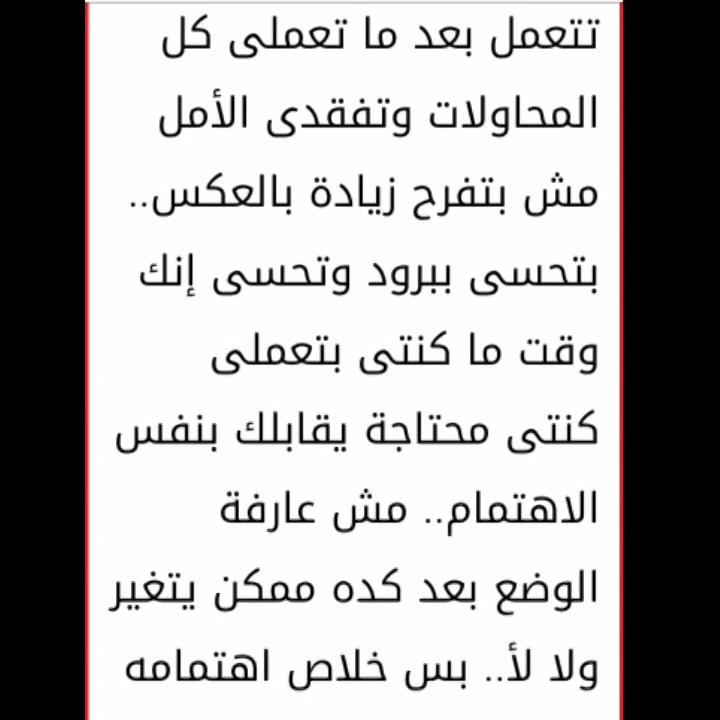 تتعمل بعد ما تعملى كل
المحاولات وتفقدى الأمل
مش بتفرح زيادة بالعكس..
بتحسى ببرود وتحسى إنك
وقت ما كنتى بتعملى
كنتى محتاجة يقابلك بنفس
الاهتمام.. مش عارفة
الوضع بعد كده ممكن يتغير
ولا لأ.. بس خلاص اهتمامه